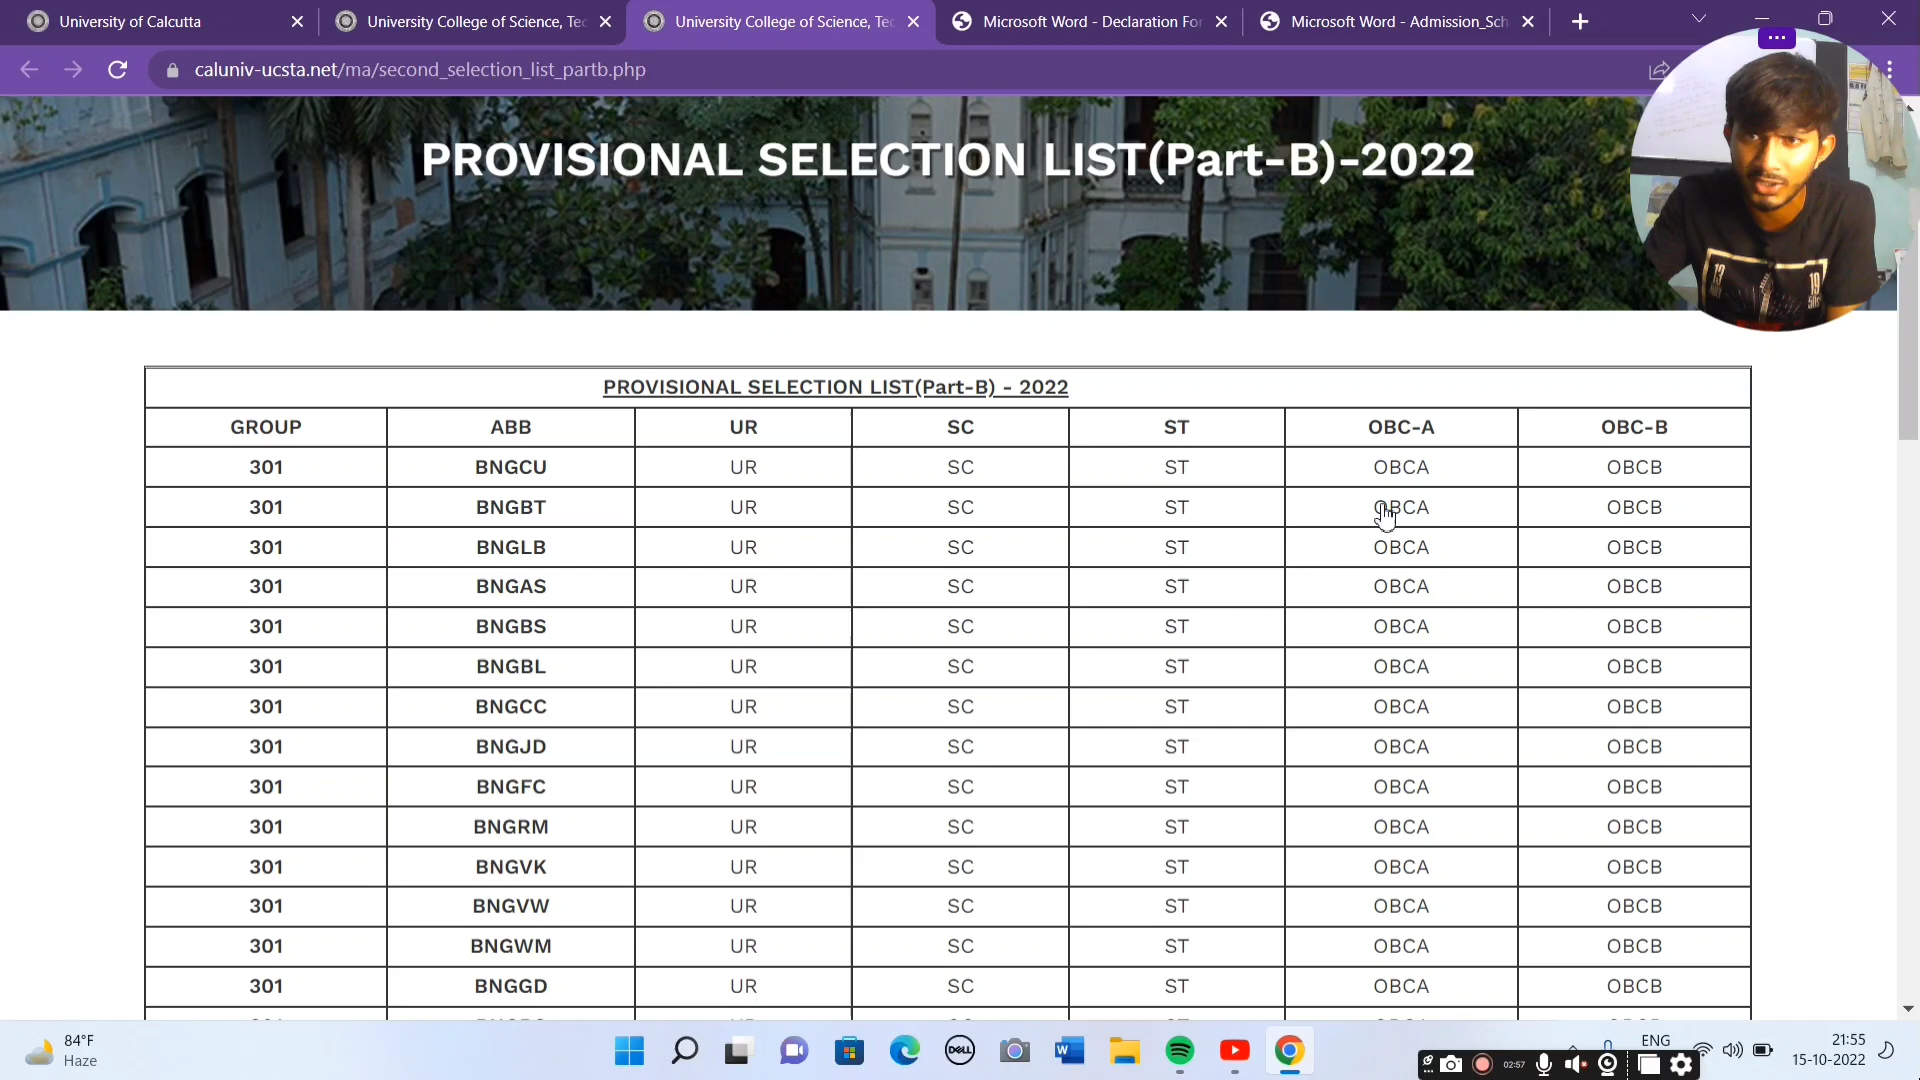 University of Calcutta
University College of Science, Tec
University College of Science, Tec
Microsoft Word - Declaration For
Microsoft Word - Admission_Sch
caluniv-ucsta.net/ma/second_selection_list_partb.php
PROVISIONAL SELECTION LIST(Part-B)-2022
PROVISIONAL SELECTION LIST(Part-B) - 2022
GROUP ABB UR SC ST OBC-A OBC-B
301 BNGCU UR SC ST OBCA OBCB
301 BNGBT UR SC ST OBCA OBCB
301 BNGLB UR SC ST OBCA OBCB
301 BNGAS UR SC ST OBCA OBCB
301 BNGBS UR SC ST OBCA OBCB
301 BNGBL UR SC ST OBCA OBCB
301 BNGCC UR SC ST OBCA OBCB
301 BNGJD UR SC ST OBCA OBCB
301 BNGFC UR SC ST OBCA OBCB
301 BNGRM UR SC ST OBCA OBCB
301 BNGVK UR SC ST OBCA OBCB
301 BNGVW UR SC ST OBCA OBCB
301 BNGWM UR SC ST OBCA OBCB
301 BNGGD UR SC ST OBCA OBCB
84°F
Haze
DELL
W
02:57
ENG
21:55
15-10-2022